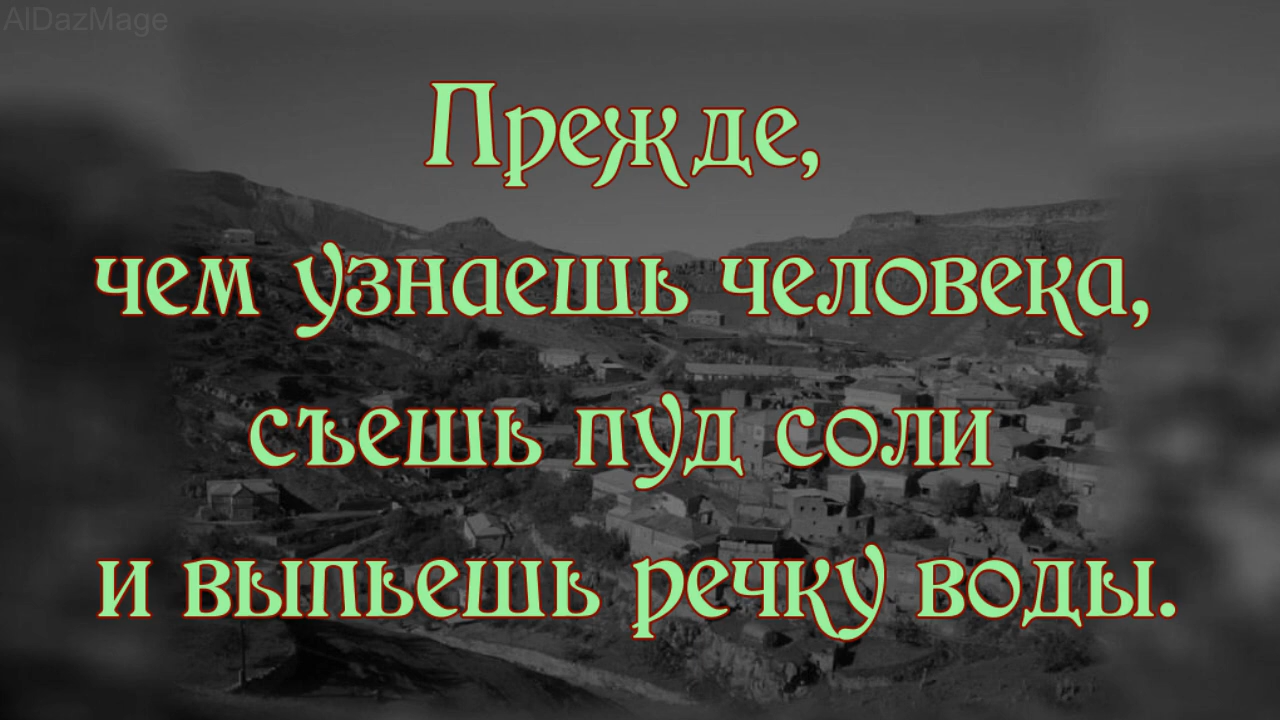 AlDazMage
Прежде,
чем узнаешь человека,
съешь пуд соли
и выпьешь речку воды.